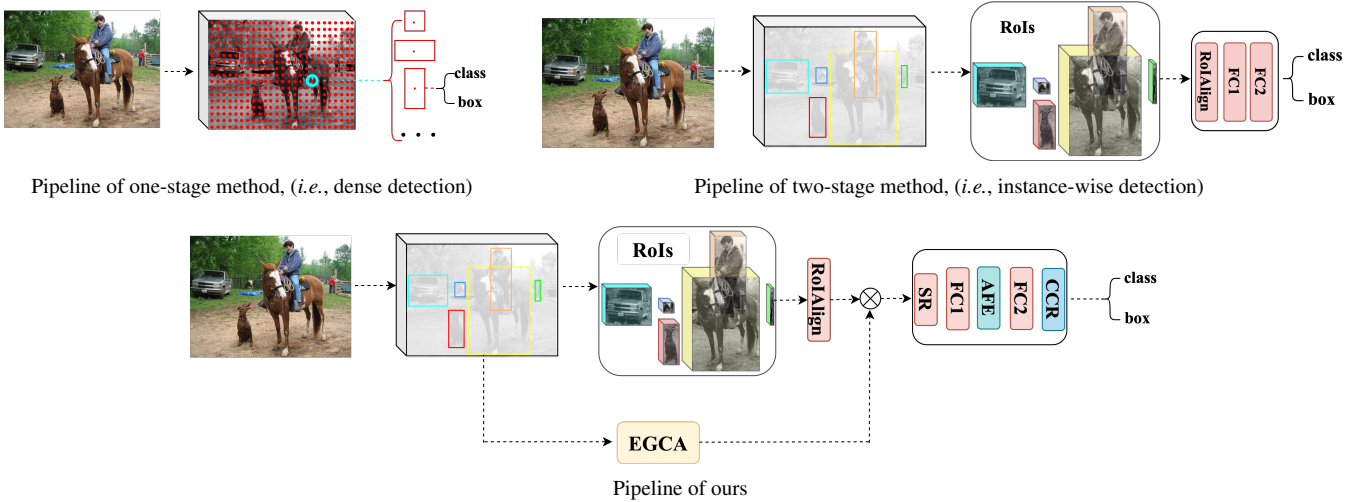 class
box
Pipeline of one-stage method, (i.e., dense detection)
RoIs
RoIAlign
FC1
FC2
class
box
Pipeline of two-stage method, (i.e., instance-wise detection)
RoIs
RoIAlign
SR
FC1
AFE
FC2
CCR
class
box
EGCA
Pipeline of ours